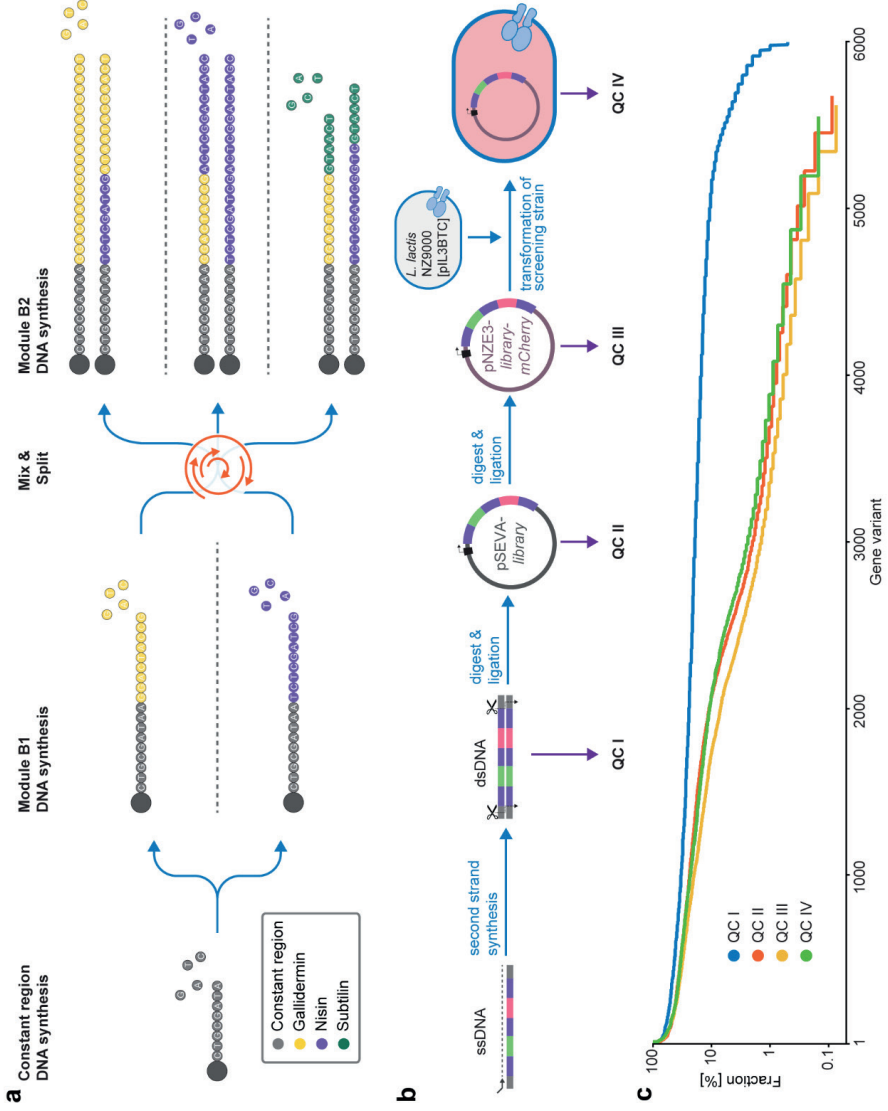 a
Constant region
DNA synthesis
Module B1
DNA synthesis
Mix &
Split
Module B2
DNA synthesis
G
A
T
C
CTGCGGATA
Constant region
Gallidermin
Nisin
Subtilin
G
C
T
A
G
C
T
A
G
C
A
T
GTAACT
b
ssDNA
second strand
synthesis
dsDNA
QC I
digest &
ligation
pSEVA-
library
QC II
digest &
ligation
pNZE3-
library-
mCherry
QC III
L. lactis
NZ9000
[pIL3BTC]
transformation of
screening strain
QC IV
c
Fraction [%]
100
10
1
0.1
QC I
QC II
QC III
QC IV
1
1000
2000
3000
4000
5000
6000
Gene variant